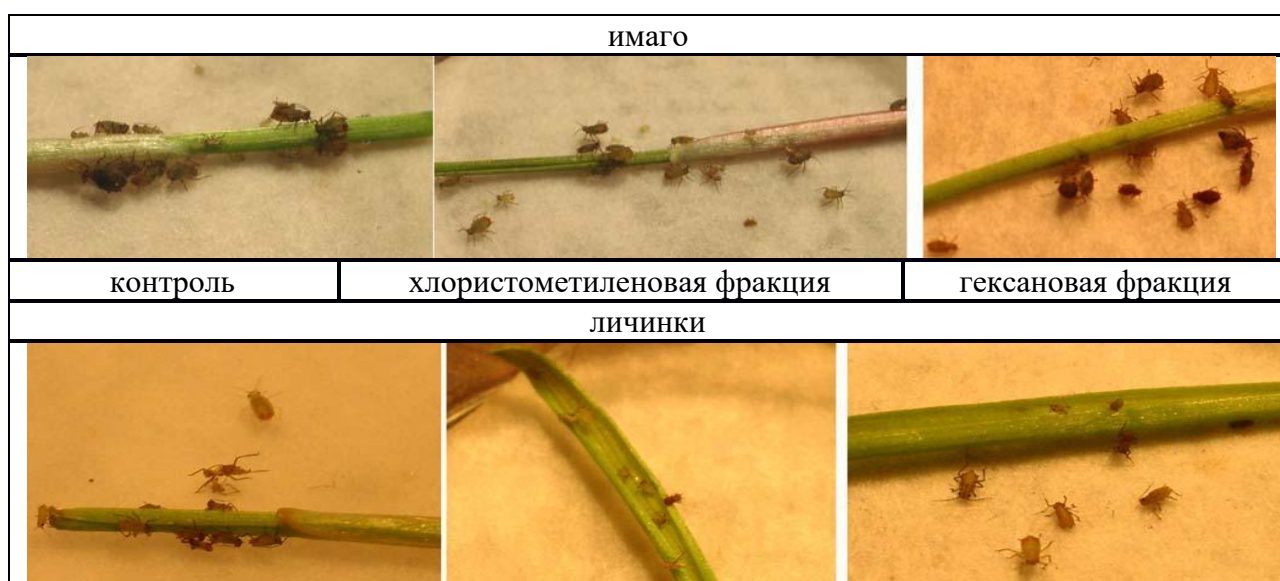 имаго
контроль
хлористометиленовая фракция
гексановая фракция
личинки